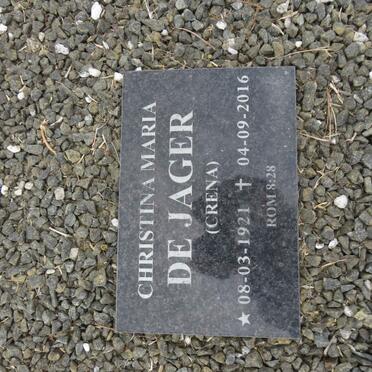 CHRISTINA MARIA
DE JAGER
(CRENA)
★ 08-03-1921 ✝ 04-09-2016
ROM 8:28